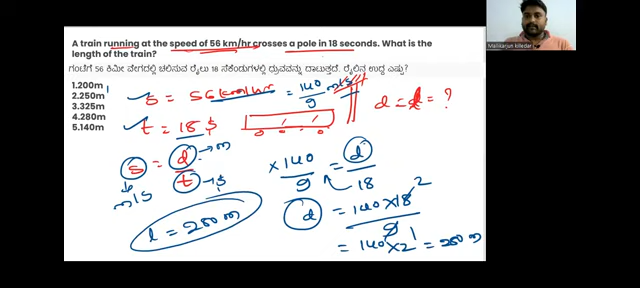 A train running at the speed of 56 km/hr crosses a pole in 18 seconds. What is the
length of the train?
ಗಂಟೆಗೆ 56 ಕಿಮೀ ವೇಗದಲ್ಲಿ ಚಲಿಸುವ ರೈಲು 18 ಸೆಕೆಂಡುಗಳಲ್ಲಿ ಧ್ರುವವನ್ನು ದಾಟುತ್ತದೆ. ರೈಲಿನ ಉದ್ದ ಎಷ್ಟು?
1.200m
2.250m
3.325m
4.280m
5.140m
s = 56 km/hr = 140/9 m/s
d = l = ?
t = 18 s
s = d/t
m
s
m/s
l = 280 m
× 140/9 = d/18
d = 140 × 18 2 / 9 1
= 140 × 2 = 280 m
Mallikarjun kiledar